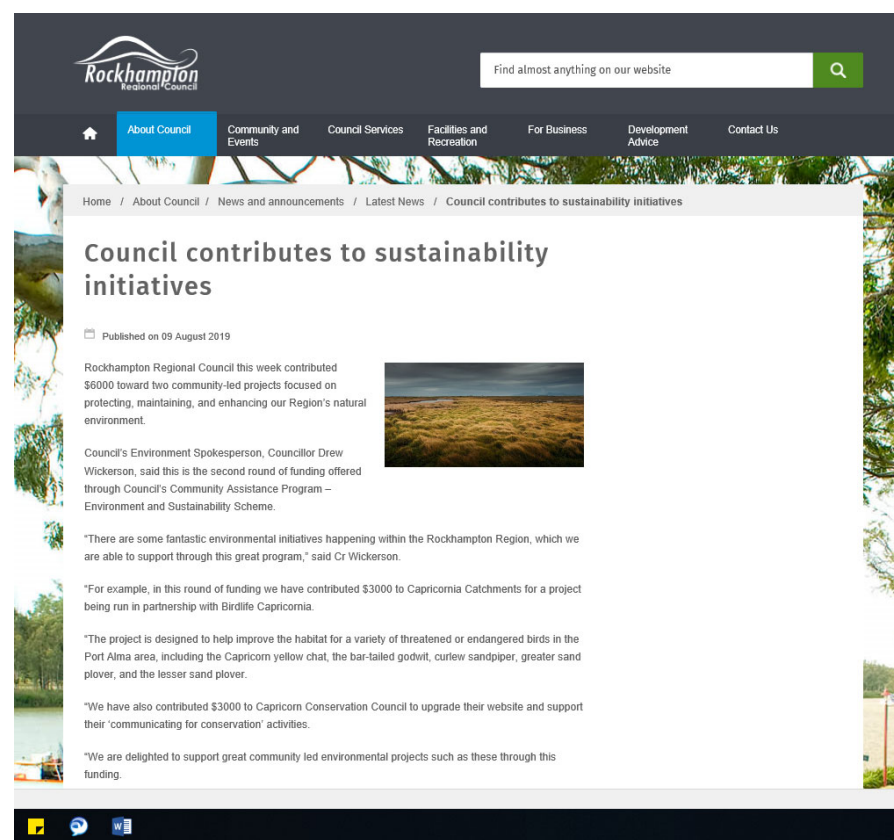 Rockhampton
Regional Council
Find almost anything on our website
About Council
Community and
Events
Council Services
Facilities and
Recreation
For Business
Development
Advice
Contact Us
Home / About Council / News and announcements / Latest News / Council contributes to sustainability initiatives
Council contributes to sustainability
initiatives
Published on 09 August 2019
Rockhampton Regional Council this week contributed
$6000 toward two community-led projects focused on
protecting, maintaining, and enhancing our Region's natural
environment.
Council's Environment Spokesperson, Councillor Drew
Wickerson, said this is the second round of funding offered
through Council's Community Assistance Program –
Environment and Sustainability Scheme.
"There are some fantastic environmental initiatives happening within the Rockhampton Region, which we
are able to support through this great program," said Cr Wickerson.
"For example, in this round of funding we have contributed $3000 to Capricornia Catchments for a project
being run in partnership with Birdlife Capricornia.
"The project is designed to help improve the habitat for a variety of threatened or endangered birds in the
Port Alma area, including the Capricorn yellow chat, the bar-tailed godwit, curlew sandpiper, greater sand
plover, and the lesser sand plover.
"We have also contributed $3000 to Capricorn Conservation Council to upgrade their website and support
their 'communicating for conservation' activities.
"We are delighted to support great community led environmental projects such as these through this
funding.
W